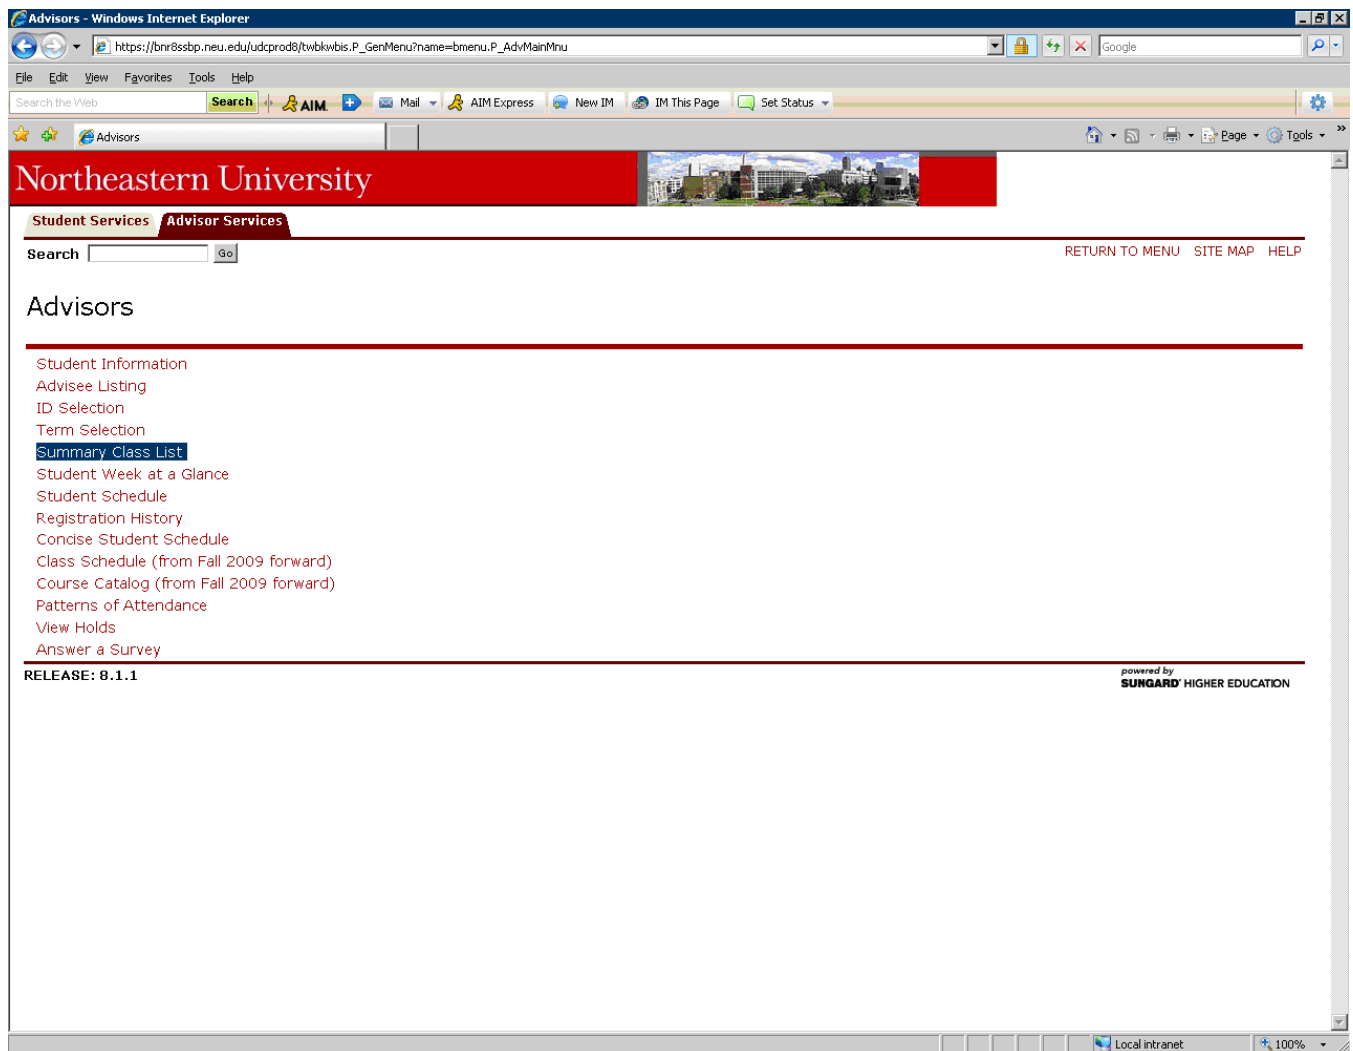 Advisors - Windows Internet Explorer
https://bnr8ssbp.neu.edu/udcprod8/twbkwbis.P_GenMenu?name=bmenu.P_AdvMainMnu
Google
File Edit View Favorites Tools Help
Search the Web Search AIM. Mail AIM Express New IM IM This Page Set Status
Advisors Page Tools »
Northeastern University
Student Services Advisor Services
Search Go RETURN TO MENU SITE MAP HELP
Advisors
Student Information
Advisee Listing
ID Selection
Term Selection
Summary Class List
Student Week at a Glance
Student Schedule
Registration History
Concise Student Schedule
Class Schedule (from Fall 2009 forward)
Course Catalog (from Fall 2009 forward)
Patterns of Attendance
View Holds
Answer a Survey
RELEASE: 8.1.1
powered by
SUNGARD' HIGHER EDUCATION
Local intranet 100%